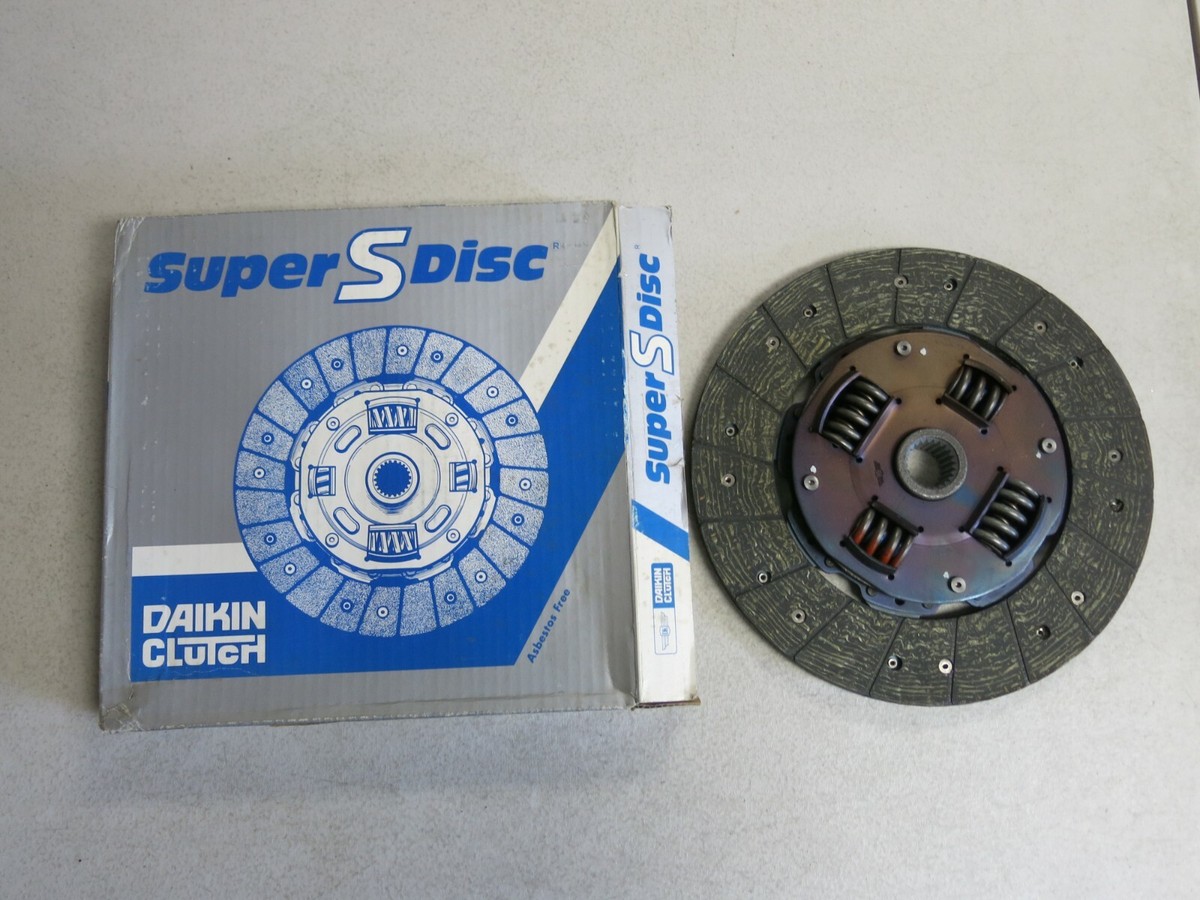 Super S Disc
R
DAIKIN
CLUTCH
Asbestos Free
Super S Disc
R
DAIKIN
CLUTCH